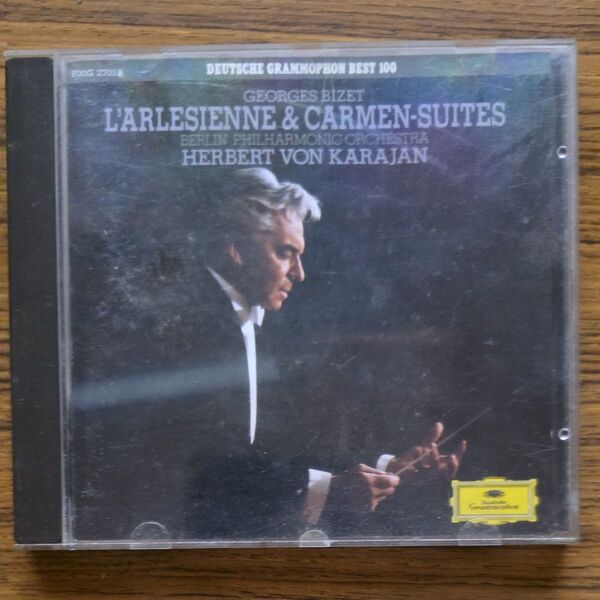 F00G 27013
DEUTSCHE GRAMMOPHON BEST 100
GEORGES BIZET
L'ARLESIENNE & CARMEN-SUITES
BERLIN PHILHARMONIC ORCHESTRA
HERBERT VON KARAJAN
Deutsche
Grammophon